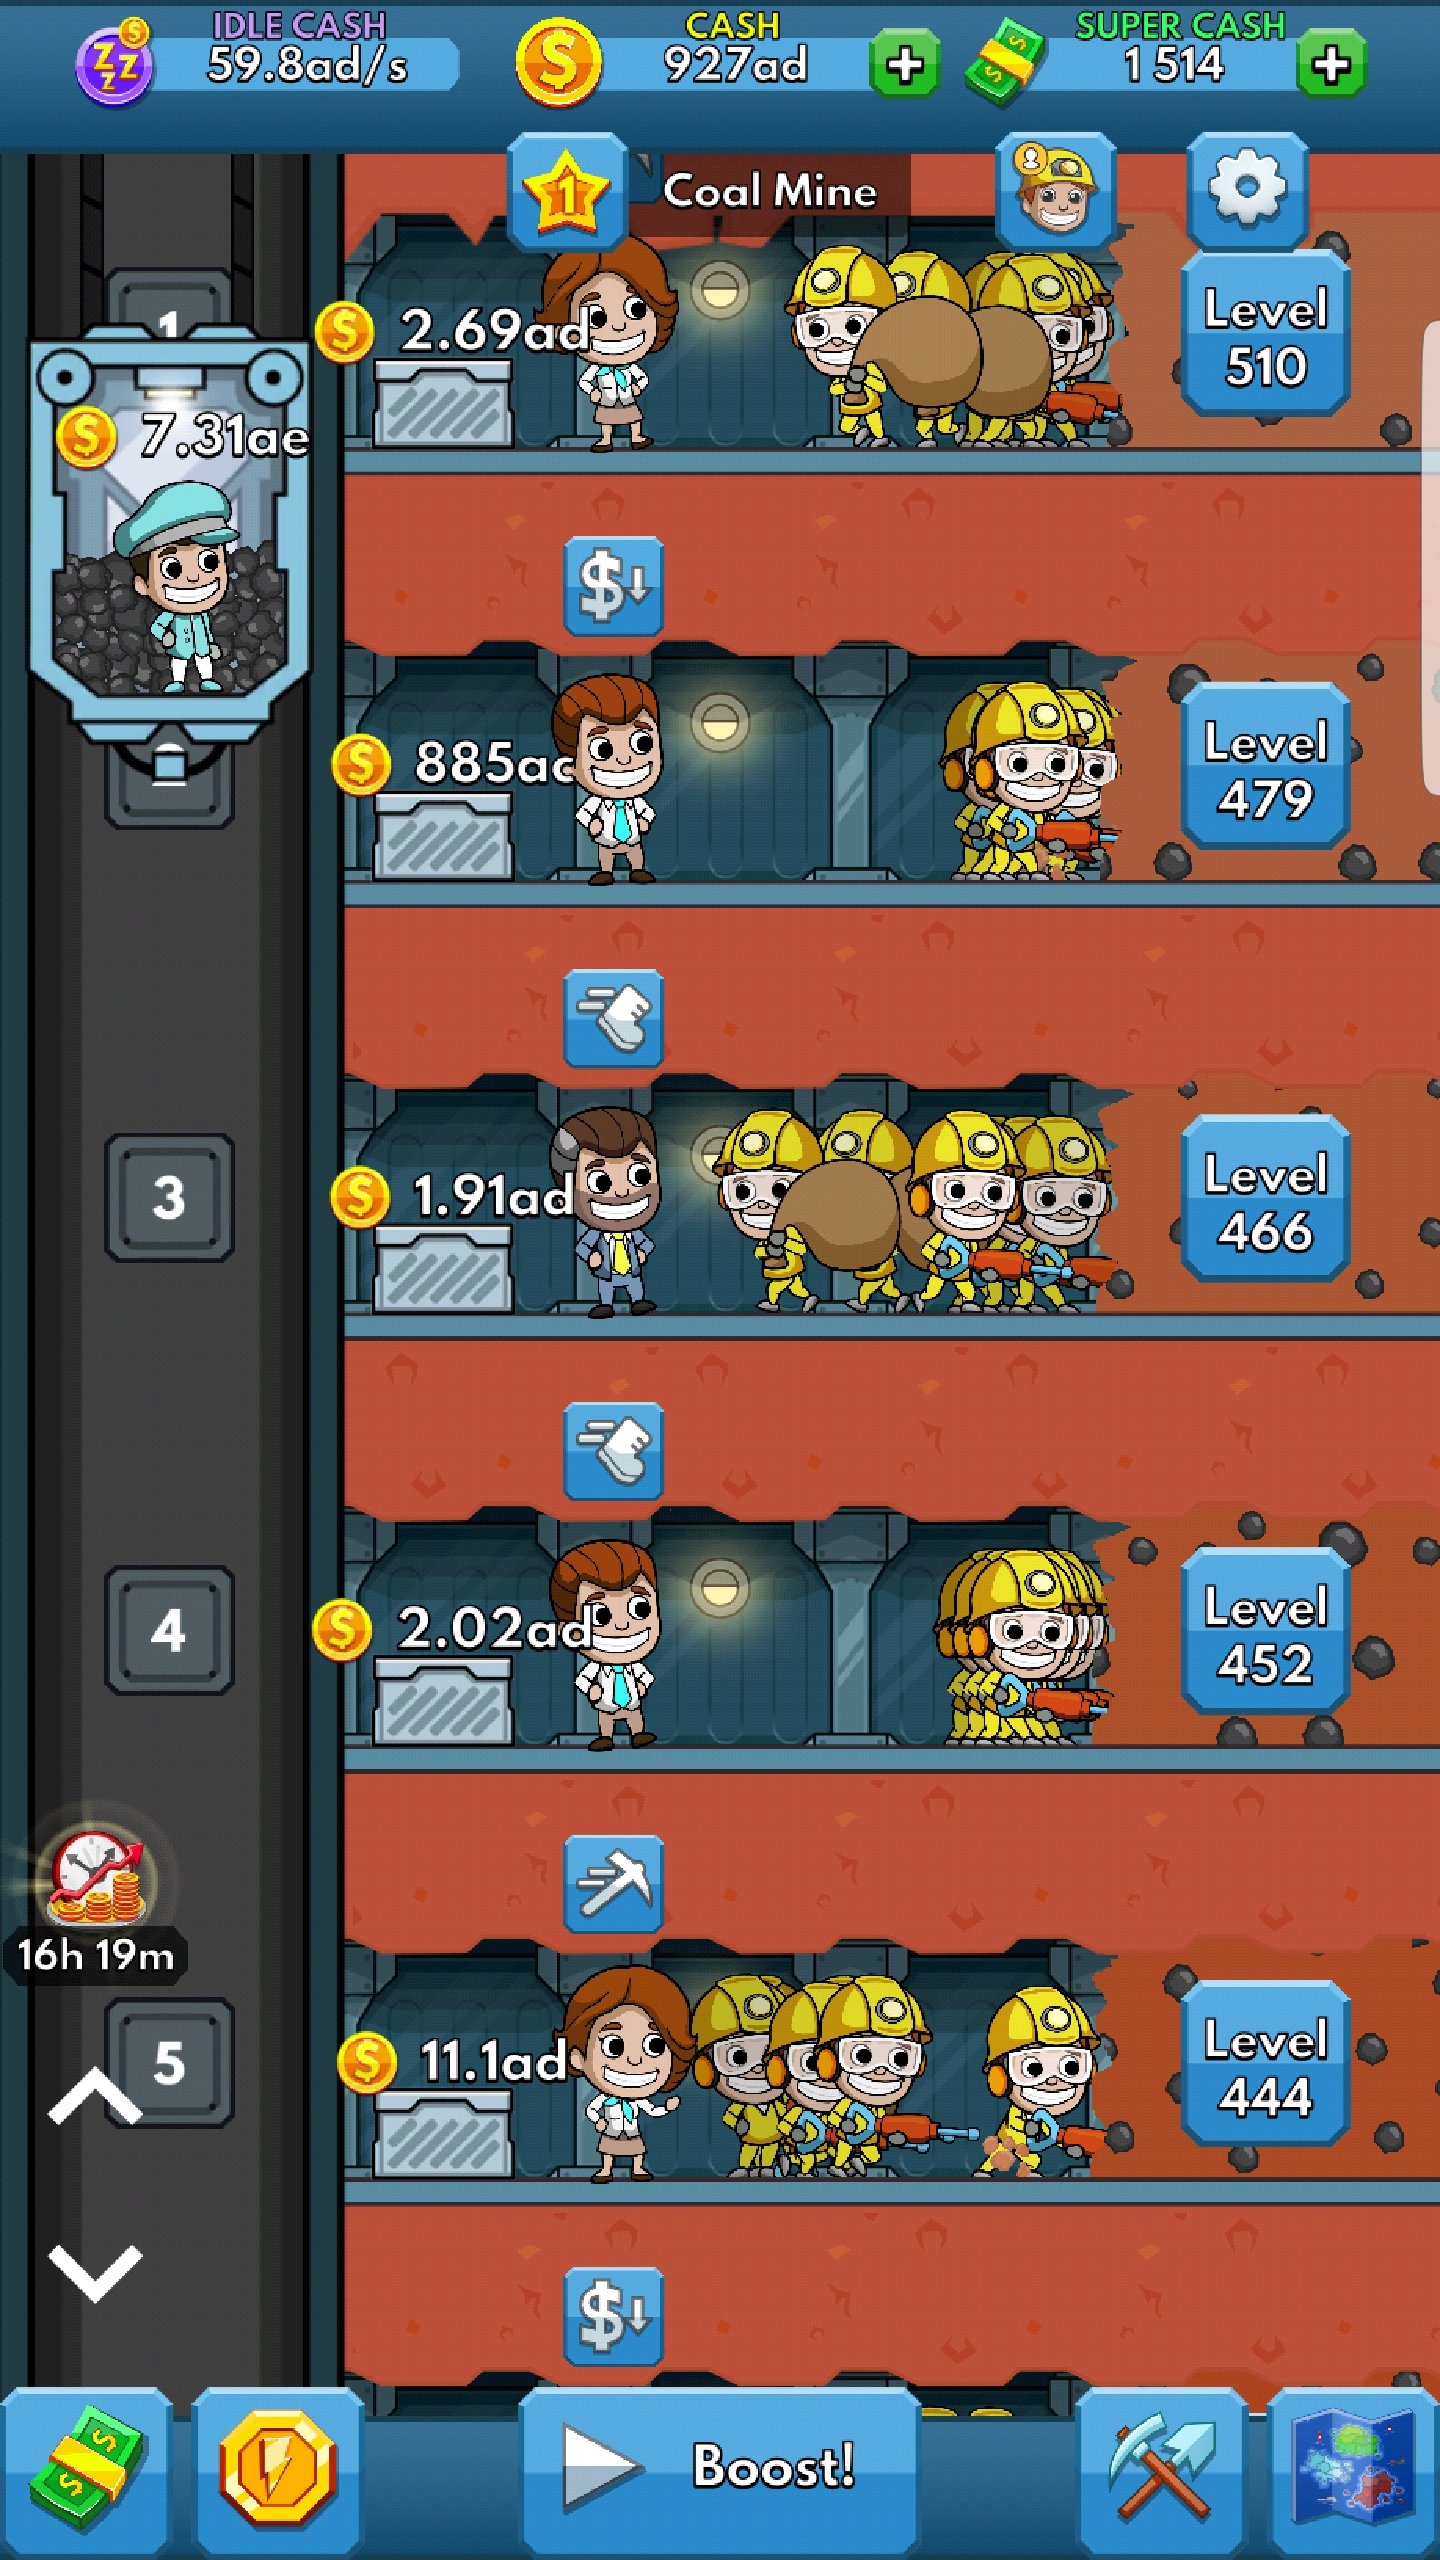 IDLE CASH
59.8ad/s
CASH
927ad
SUPER CASH
1 514
1
Coal Mine
1
2.69ad
Level
510
7.31ae
885ac
Level
479
3
1.91ad
Level
466
4
2.02ad
Level
452
16h 19m
5
11.1ad
Level
444
Boost!